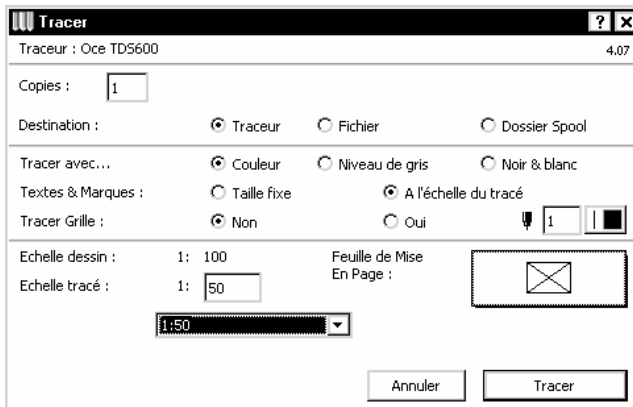 Tracer
Traceur : Oce TDS600 4.07
Copies : 1
Destination : Traceur Fichier Dossier Spool
Tracer avec... Couleur Niveau de gris Noir & blanc
Textes & Marques : Taille fixe A l'échelle du tracé
Tracer Grille : Non Oui 1
Echelle dessin : 1: 100 Feuille de Mise
En Page :
Echelle tracé : 1: 50
1:50
Annuler Tracer